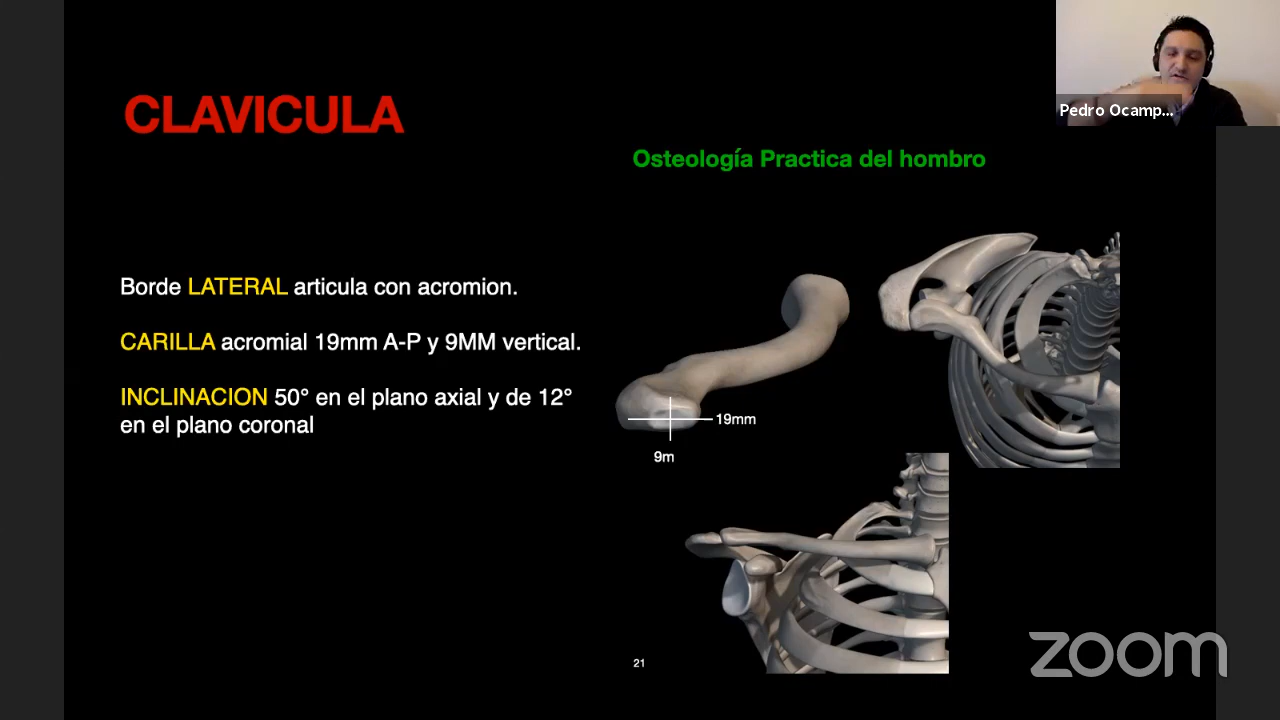 Pedro Ocamp...
CLAVICULA
Osteología Practica del hombro
Borde LATERAL articula con acromion.
CARILLA acromial 19mm A-P y 9MM vertical.
INCLINACION 50° en el plano axial y de 12°
en el plano coronal
19mm
9m
21
zoom